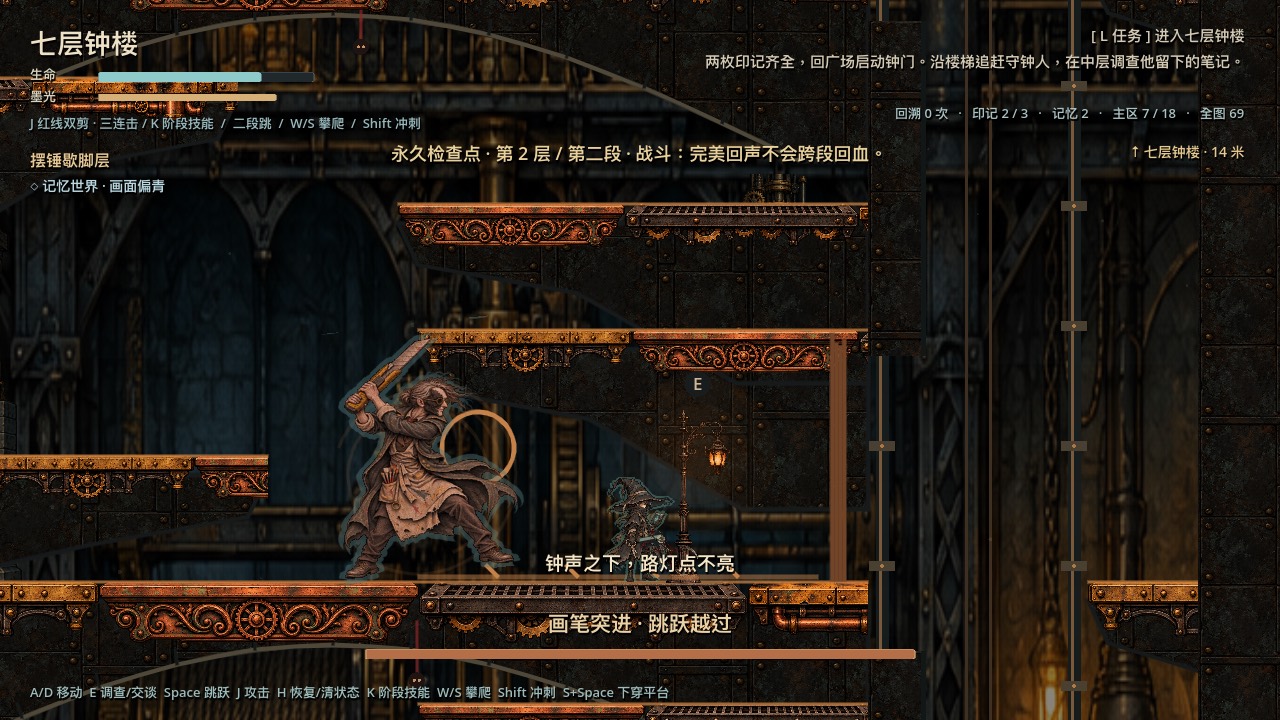 七层钟楼
[ L 任务 ] 进入七层钟楼
两枚印记齐全，回广场启动钟门。沿楼梯追赶守钟人，在中层调查他留下的笔记。
生命
墨光
J 红线双剪 · 三连击 / K 阶段技能 / 二段跳 / W/S 攀爬 / Shift 冲刺
回溯 0 次 · 印记 2 / 3 · 记忆 2 · 主区 7 / 18 · 全图 69
永久检查点 · 第 2 层 / 第二段 · 战斗：完美回声不会跨段回血。
↑ 七层钟楼 · 14 米
摆锤歇脚层
◇ 记忆世界 · 画面偏青
E
钟声之下，路灯点不亮
画笔突进 · 跳跃越过
A/D 移动 E 调查/交谈 Space 跳跃 J 攻击 H 恢复/清状态 K 阶段技能 W/S 攀爬 Shift 冲刺 S+Space 下穿平台